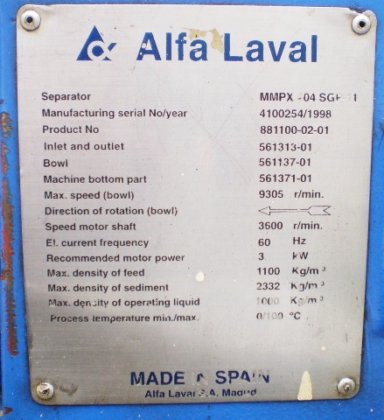 Alfa Laval
Separator MMPX
Manufacturing serial No/year 4100254/1998
Product No 881100-02-01
Inlet and outlet 561313-01
Bowl 561137-01
Machine bottom part 561371-01
Max. speed (bowl) 9305 r/min.
Direction of rotation (bowl)
Speed motor shaft 3600 r/min.
El. current frequency 60 Hz
Recommended motor power 3 kW
Max. density of feed 1100 Kg/m³
Max. density of sediment 2332 Kg/m³
Max. density of operating liquid 1000 Kg/m³
Process temperature min./max. 0/100 °C
MADE IN SPAIN
Alfa Laval S.A. Madrid